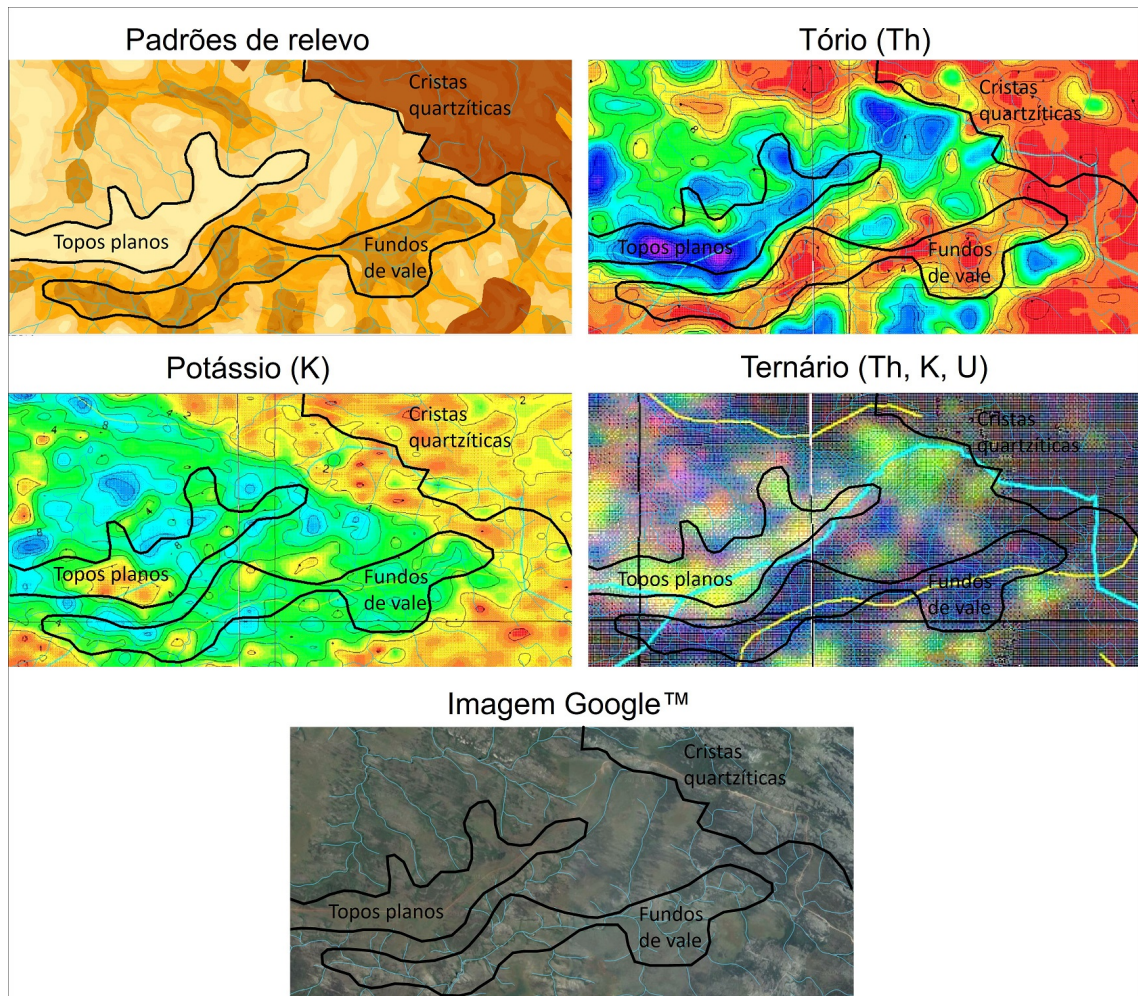 Padrões de relevo
Cristas
quartzíticas
Topos planos
Fundos
de vale
Tório (Th)
Cristas
quartzíticas
Topos planos
Fundos
de vale
Potássio (K)
Cristas
quartzíticas
Topos planos
Fundos
de vale
Ternário (Th, K, U)
Cristas
quartzíticas
Topos planos
Fundos
de vale
Imagem Google™
Cristas
quartzíticas
Topos planos
Fundos
de vale